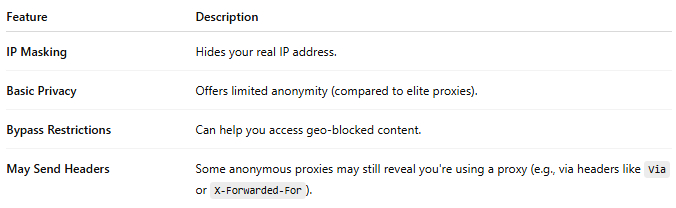 Feature Description
IP Masking Hides your real IP address.
Basic Privacy Offers limited anonymity (compared to elite proxies).
Bypass Restrictions Can help you access geo-blocked content.
May Send Headers Some anonymous proxies may still reveal you're using a proxy (e.g., via headers like Via
or X-Forwarded-For ).